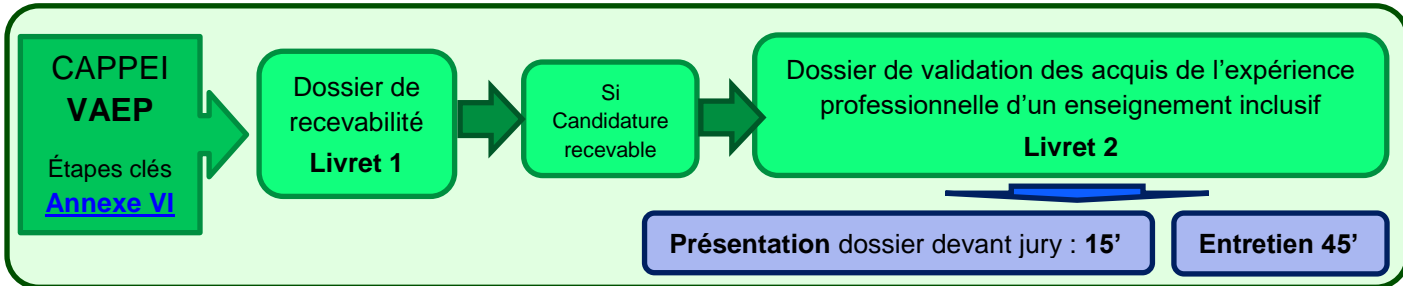 CAPPEI
VAEP
Étapes clés
Annexe VI
Dossier de
recevabilité
Livret 1
Si
Candidature
recevable
Dossier de validation des acquis de l’expérience
professionnelle d’un enseignement inclusif
Livret 2
Présentation dossier devant jury : 15’
Entretien 45’